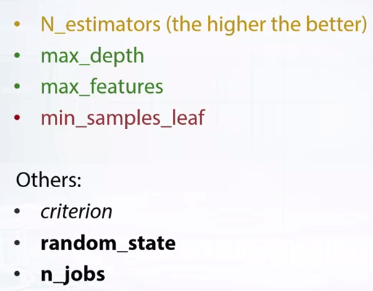 • N_estimators (the higher the better)
• max_depth
• max_features
• min_samples_leaf
Others:
• criterion
• random_state
• n_jobs